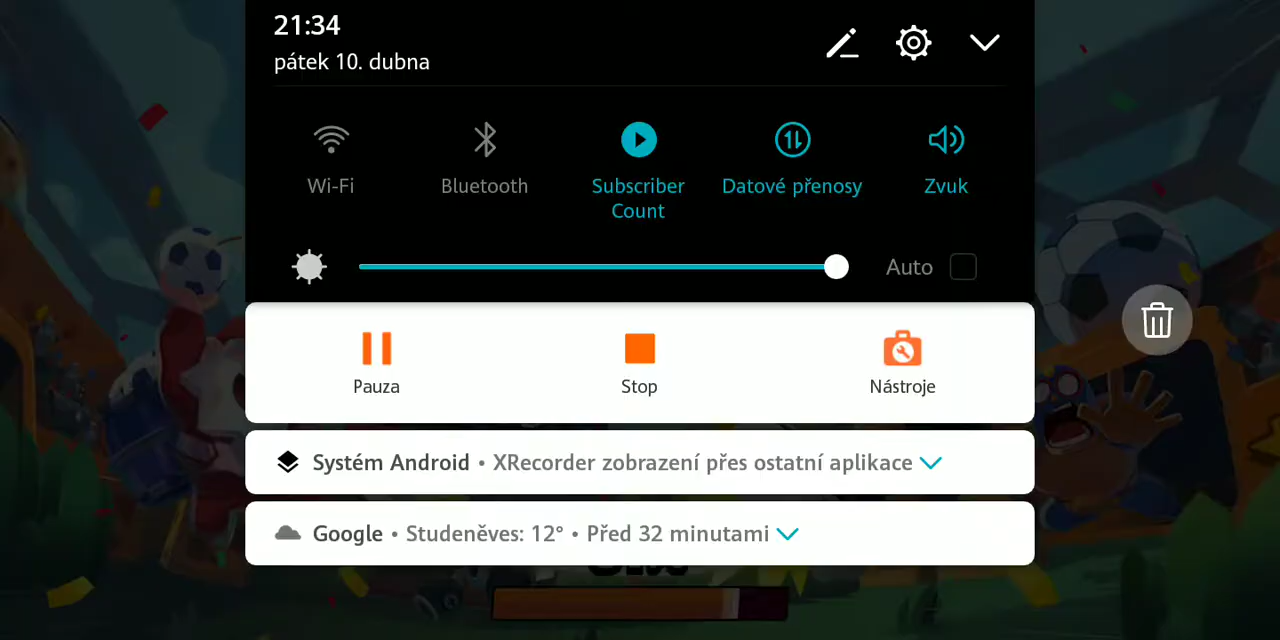 21:34
pátek 10. dubna
Wi-Fi
Bluetooth
Subscriber
Count
Datové přenosy
Zvuk
Auto
Pauza
Stop
Nástroje
Systém Android • XRecorder zobrazení přes ostatní aplikace
Google • Studeněves: 12° • Před 32 minutami